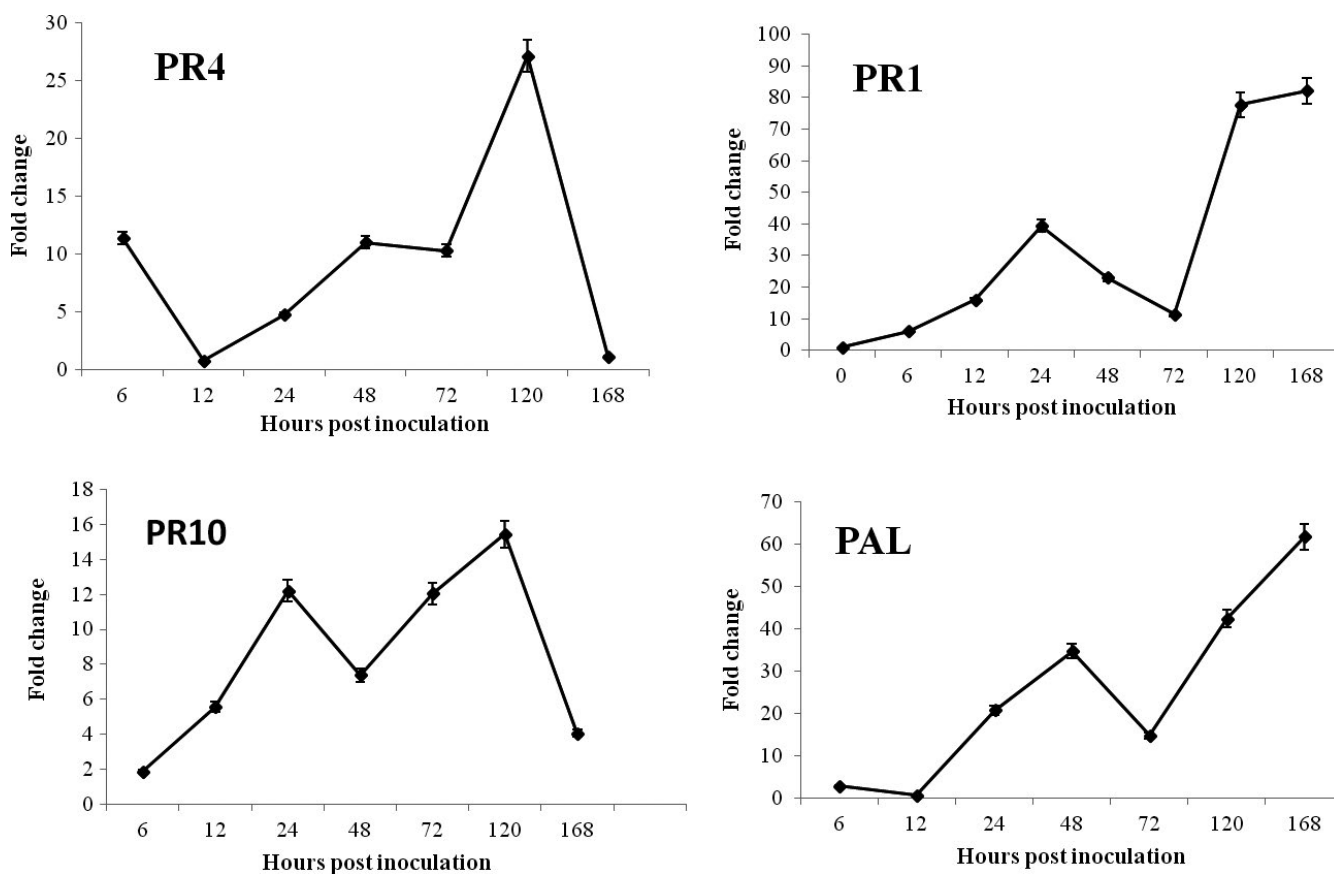 PR4
Fold change
30
25
20
15
10
5
0
6 12 24 48 72 120 168
Hours post inoculation
PR1
Fold change
100
90
80
70
60
50
40
30
20
10
0
0 6 12 24 48 72 120 168
Hours post inoculation
PR10
Fold change
18
16
14
12
10
8
6
4
2
0
6 12 24 48 72 120 168
Hours post inoculation
PAL
Fold change
70
60
50
40
30
20
10
0
6 12 24 48 72 120 168
Hours post inoculation